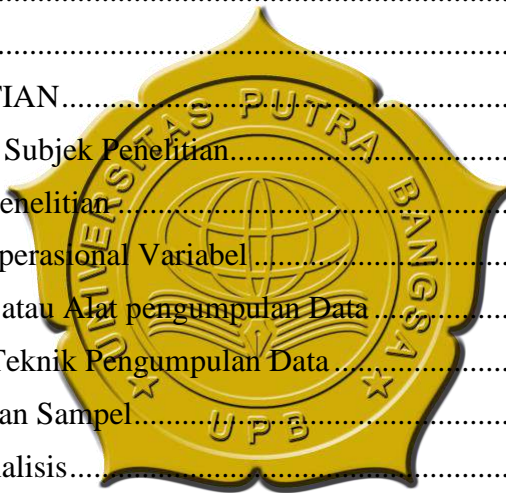 ................................................
................................................
TIAN................................................
Subjek Penelitian................................................
enelitian................................................
perasional Variabel................................................
atau Alat pengumpulan Data................................................
Teknik Pengumpulan Data................................................
an Sampel................................................
nalisis................................................
UNIVERSITAS PUTRA BANGSA
UPB